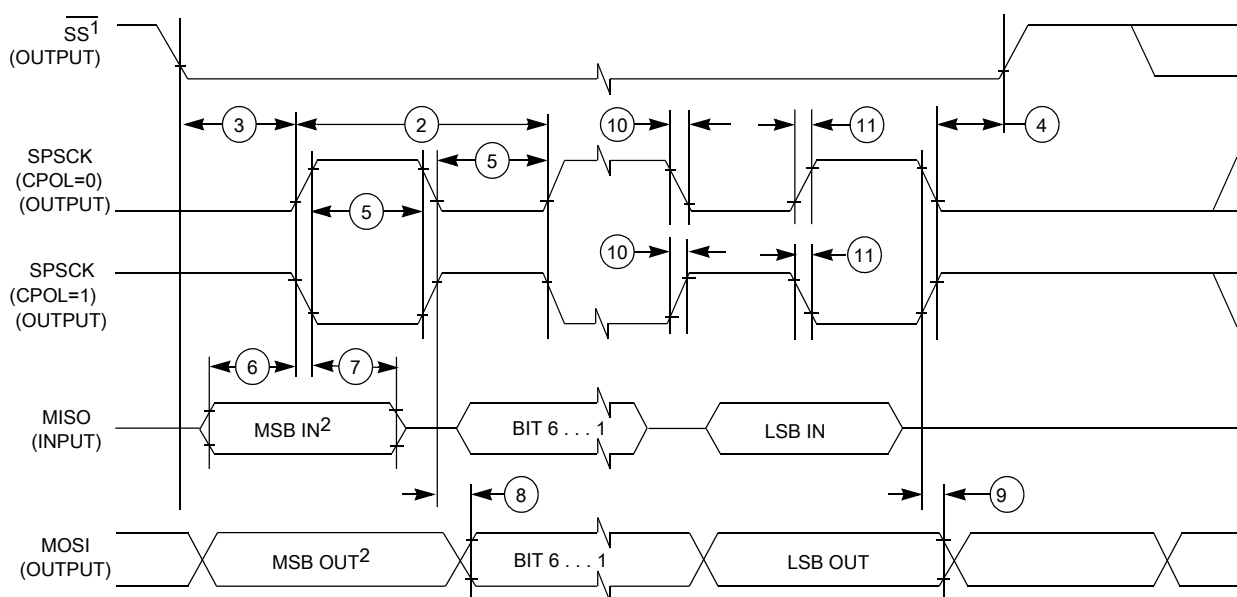 SS1
(OUTPUT)
3
2
10
11
4
SPSCK
(CPOL=0)
(OUTPUT)
5
5
SPSCK
(CPOL=1)
(OUTPUT)
10
11
6
7
MISO
(INPUT)
MSB IN2
BIT 6 . . . 1
LSB IN
8
9
MOSI
(OUTPUT)
MSB OUT2
BIT 6 . . . 1
LSB OUT